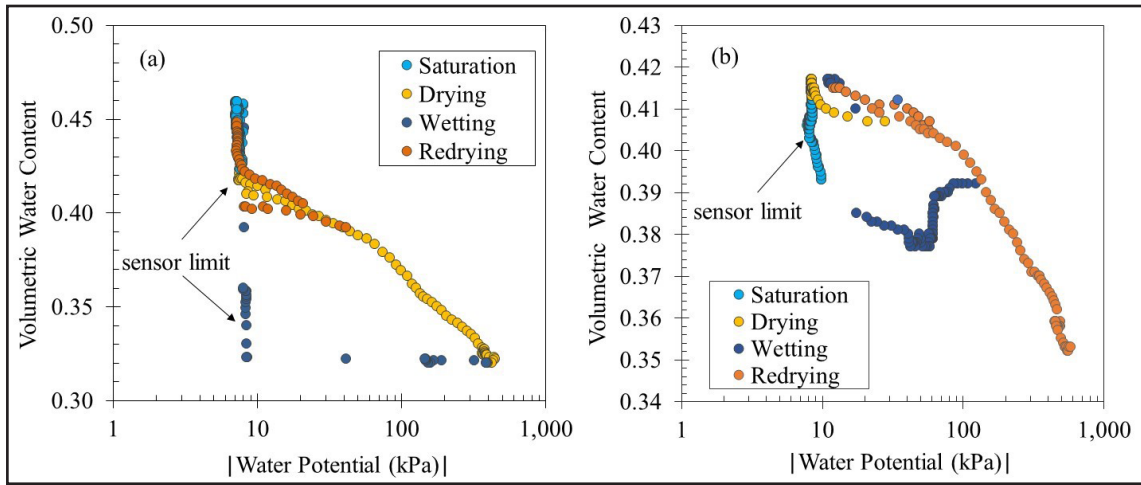 (a)
Volumetric Water Content
0.50
0.45
0.40
0.35
0.30
Saturation
Drying
Wetting
Redrying
sensor limit
1
10
100
1,000
|Water Potential (kPa)|
(b)
Volumetric Water Content
0.43
0.42
0.41
0.40
0.39
0.38
0.37
0.36
0.35
0.34
sensor limit
Saturation
Drying
Wetting
Redrying
1
10
100
1,000
|Water Potential (kPa)|